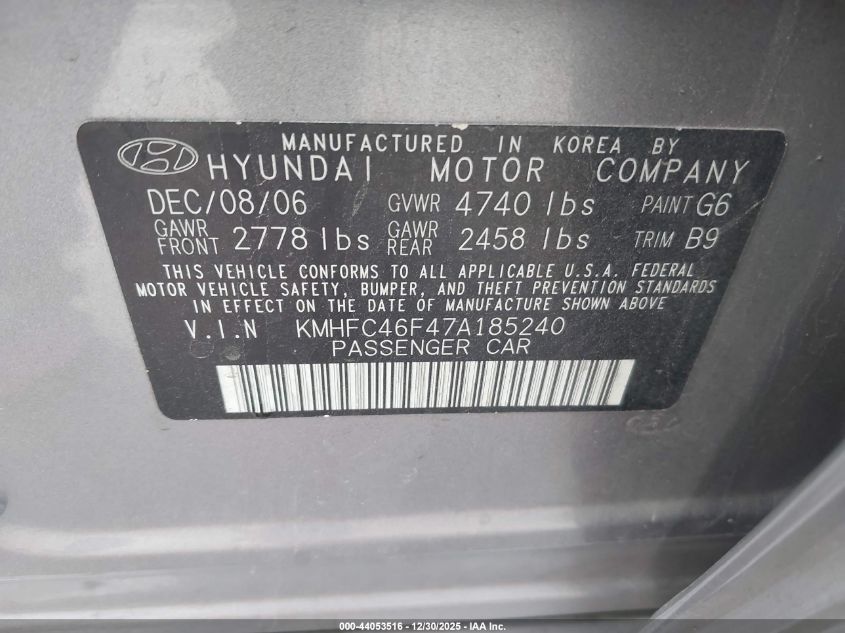 MANUFACTURED IN KOREA BY
HYUNDAI MOTOR COMPANY
DEC/08/06 GVWR 4740 lbs PAINT G6
GAWR FRONT 2778 lbs GAWR REAR 2458 lbs TRIM B9
THIS VEHICLE CONFORMS TO ALL APPLICABLE U.S.A. FEDERAL
MOTOR VEHICLE SAFETY, BUMPER, AND THEFT PREVENTION STANDARDS
IN EFFECT ON THE DATE OF MANUFACTURE SHOWN ABOVE
V.I.N KMHFC46F47A185240
PASSENGER CAR
000-44053516 - 12/30/2025 - IAA Inc.